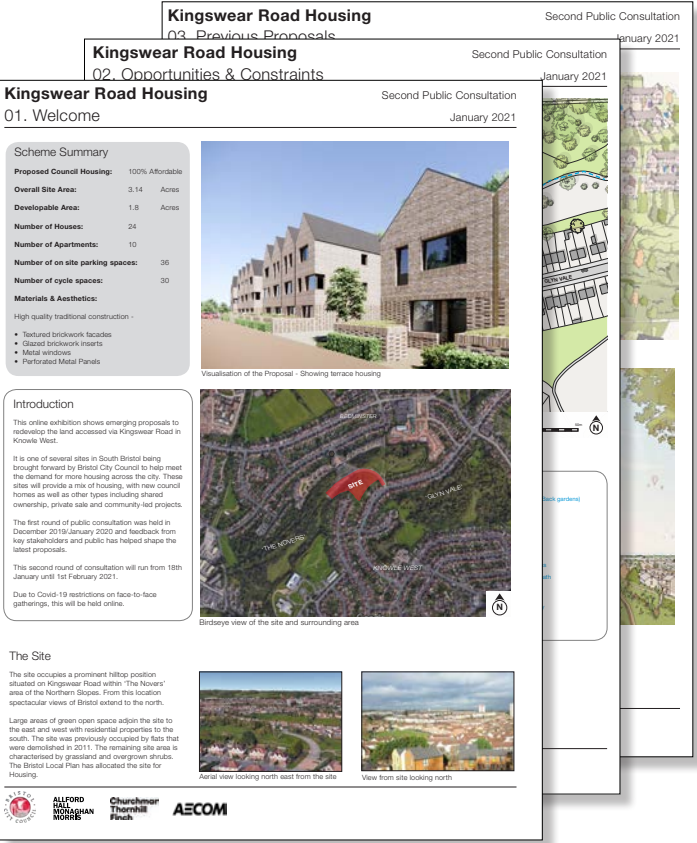 Kingswear Road Housing
Second Public Consultation
03. Previous Proposals
January 2021
Kingswear Road Housing
Second Public Consultation
02. Opportunities & Constraints
January 2021
Kingswear Road Housing
Second Public Consultation
01. Welcome
January 2021
Scheme Summary
Proposed Council Housing: 100% Affordable
Overall Site Area: 3.14 Acres
Developable Area: 1.8 Acres
Number of Houses: 24
Number of Apartments: 10
Number of on site parking spaces: 36
Number of cycle spaces: 30
Materials & Aesthetics:
High quality traditional construction -
• Textured brickwork facades
• Glazed brickwork inserts
• Metal windows
• Perforated Metal Panels
Visualisation of the Proposal - Showing terrace housing
Introduction
This online exhibition shows emerging proposals to
redevelop the land accessed via Kingswear Road in
Knowle West.
It is one of several sites in South Bristol being
brought forward by Bristol City Council to help meet
the demand for more housing across the city. These
sites will provide a mix of housing, with new council
homes as well as other types including shared
ownership, private sale and community-led projects.
The first round of public consultation was held in
December 2019/January 2020 and feedback from
key stakeholders and public has helped shape the
latest proposals.
This second round of consultation will run from 18th
January until 1st February 2021.
Due to Covid-19 restrictions on face-to-face
gatherings, this will be held online.
BEDMINSTER
SITE
'GLYN VALE'
'THE NOVERS'
KNOWLE WEST
N
Birdseye view of the site and surrounding area
The Site
The site occupies a prominent hilltop position
situated on Kingswear Road within 'The Novers'
area of the Northern Slopes. From this location
spectacular views of Bristol extend to the north.
Large areas of green open space adjoin the site to
the east and west with residential properties to the
south. The site was previously occupied by flats that
were demolished in 2011. The remaining site area is
characterised by grassland and overgrown shrubs.
The Bristol Local Plan has allocated the site for
Housing.
Aerial view looking north east from the site
View from site looking north
BRISTOL
CITY COUNCIL
ALLFORD
HALL
MONAGHAN
MORRIS
Churchman
Thornhill
Finch
AECOM
GLYN VALE
N
back gardens)